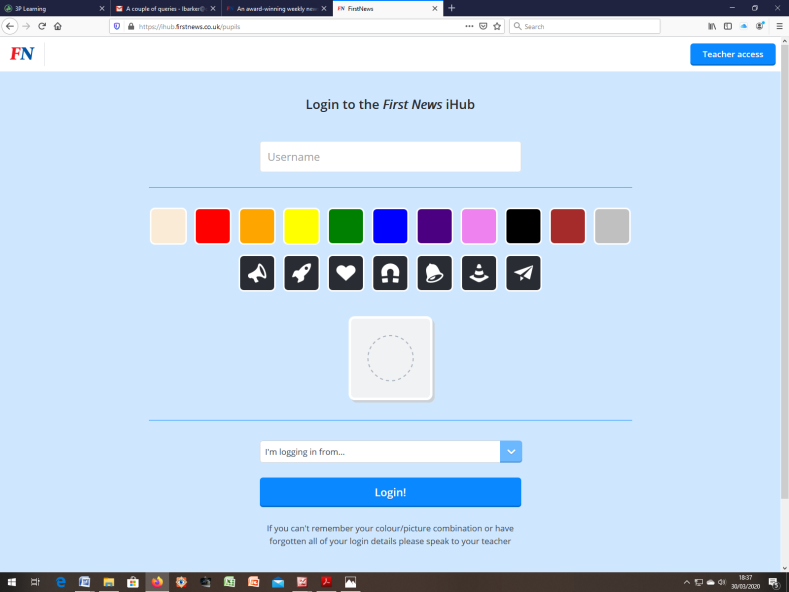 3P Learning
A couple of queries - lbarker@
An award-winning weekly new
FN FirstNews
https://ihub.firstnews.co.uk/pupils
Search
FN
Teacher access
Login to the First News iHub
Username
I'm logging in from...
Login!
If you can't remember your colour/picture combination or have
forgotten all of your login details please speak to your teacher
18:37
30/03/2020